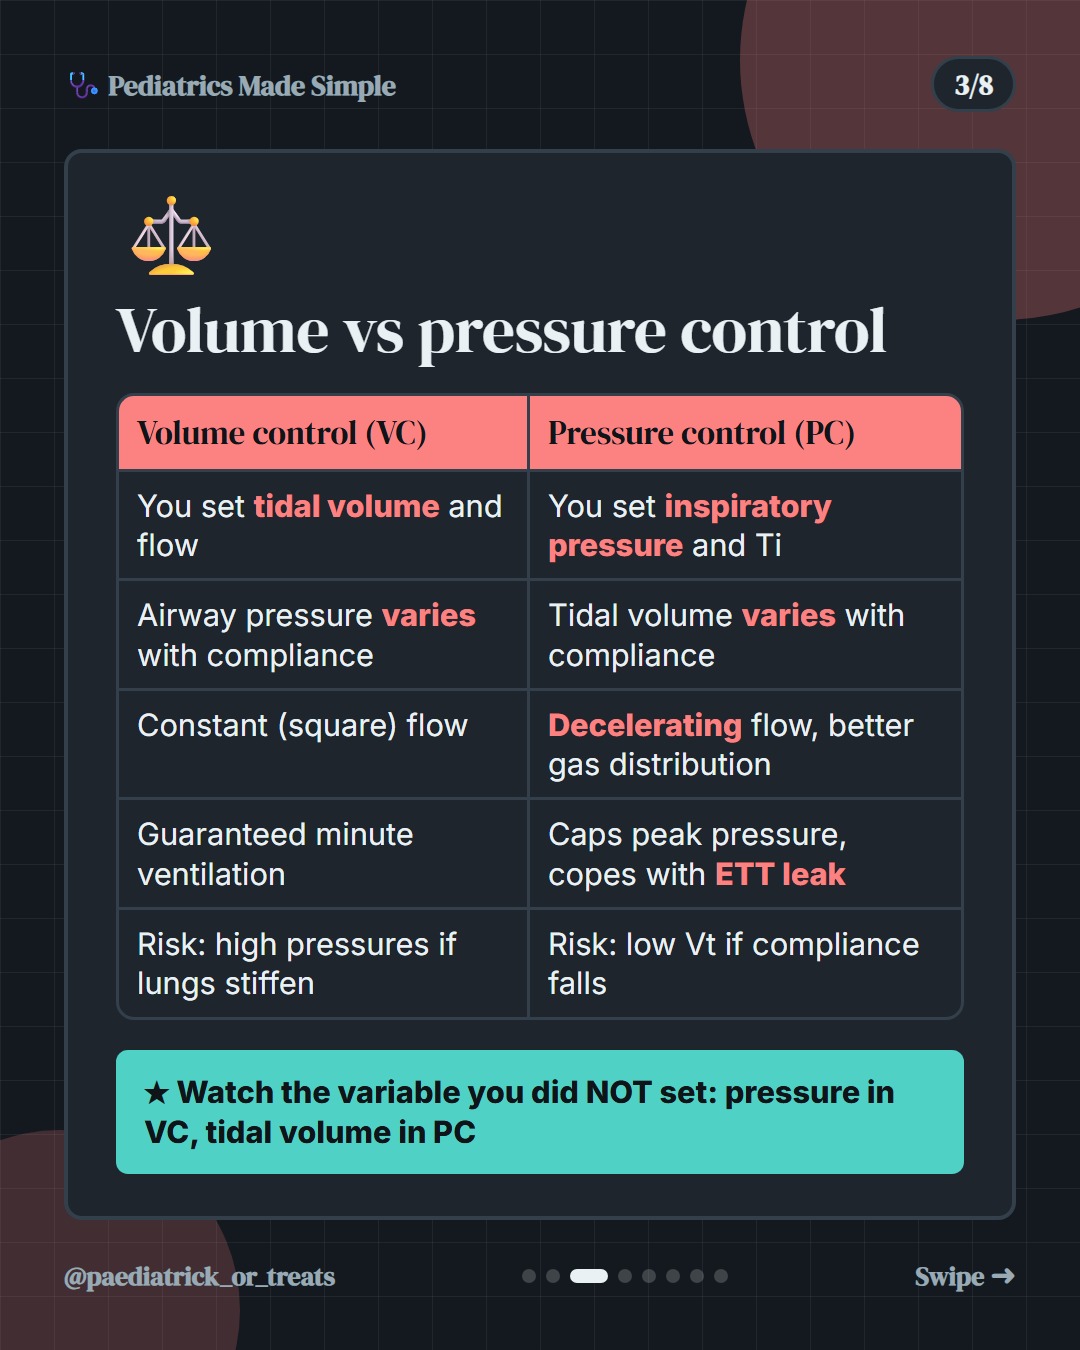 Pediatrics Made Simple
3/8
Volume vs pressure control
Volume control (VC)
Pressure control (PC)
You set tidal volume and
flow
You set inspiratory
pressure and Ti
Airway pressure varies
with compliance
Tidal volume varies with
compliance
Constant (square) flow
Decelerating flow, better
gas distribution
Guaranteed minute
ventilation
Caps peak pressure,
copes with ETT leak
Risk: high pressures if
lungs stiffen
Risk: low Vt if compliance
falls
★ Watch the variable you did NOT set: pressure in
VC, tidal volume in PC
@paediatrick_or_treats
Swipe →